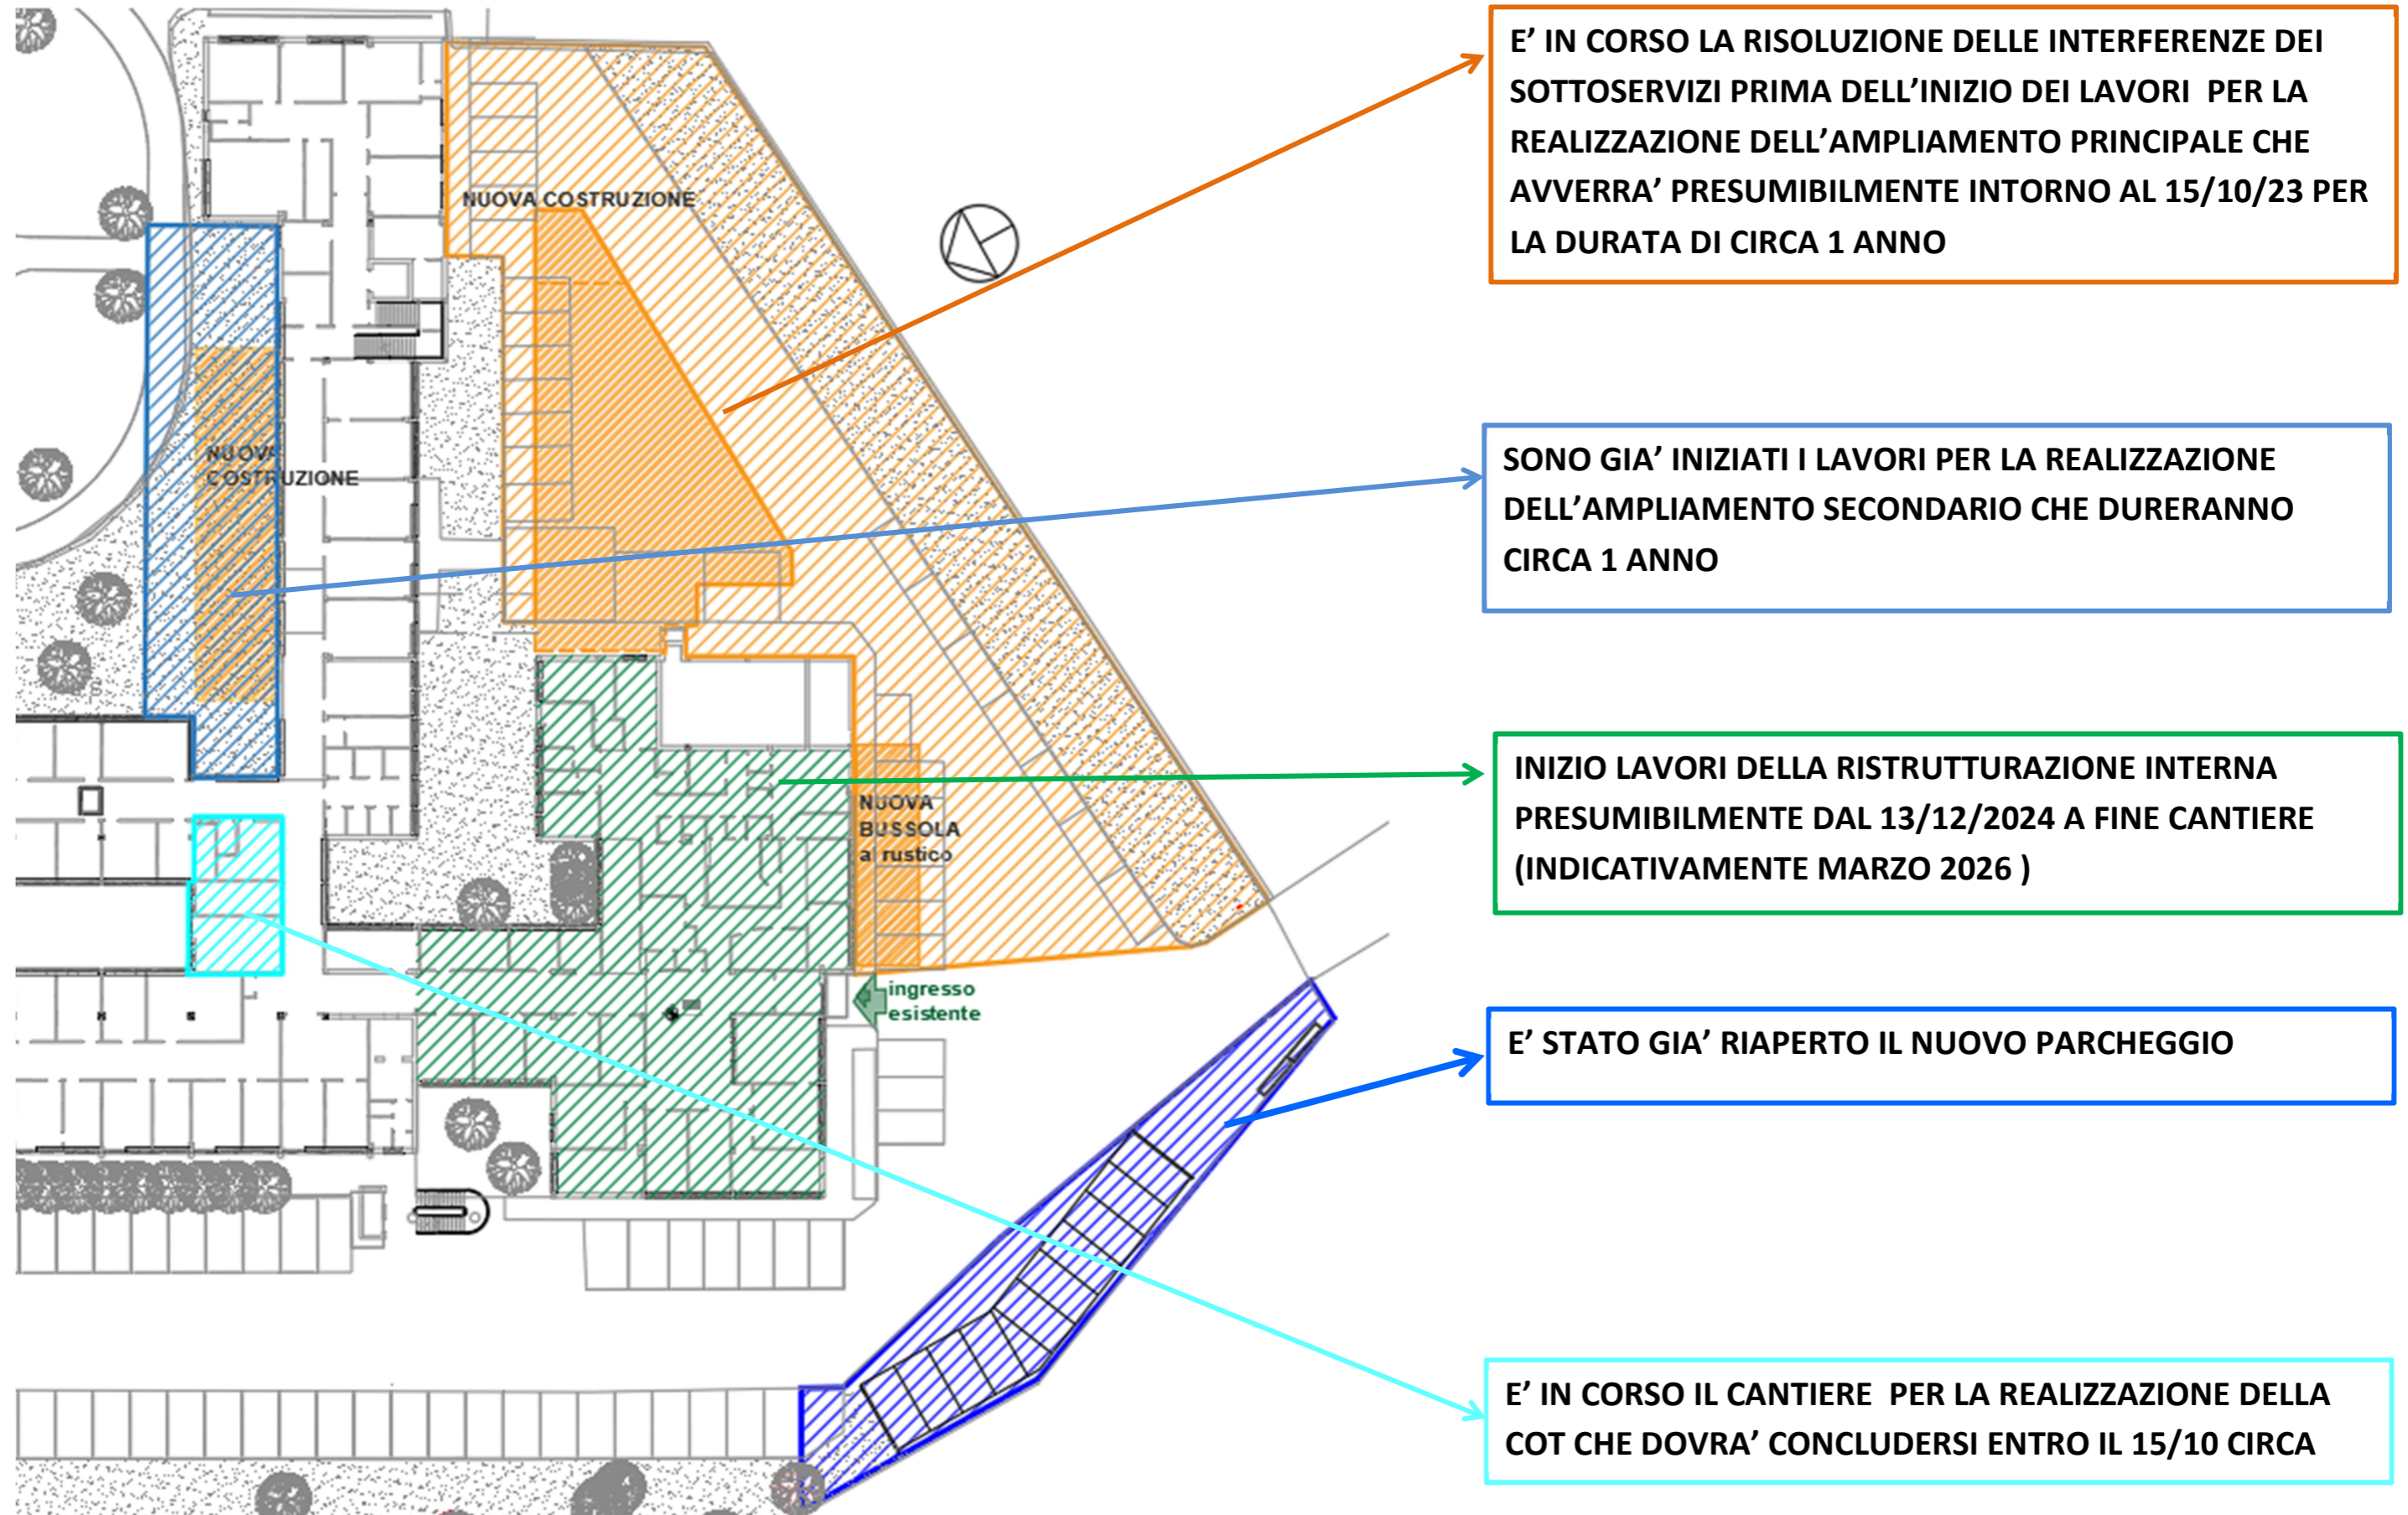 E’ IN CORSO LA RISOLUZIONE DELLE INTERFERENZE DEI
SOTTOSERVIZI PRIMA DELL’INIZIO DEI LAVORI  PER LA
REALIZZAZIONE DELL’AMPLIAMENTO PRINCIPALE CHE
AVVERRA’ PRESUMIBILMENTE INTORNO AL 15/10/23 PER
LA DURATA DI CIRCA 1 ANNO
NUOVA COSTRUZIONE
NUOVA
COSTRUZIONE
SONO GIA’ INIZIATI I LAVORI PER LA REALIZZAZIONE
DELL’AMPLIAMENTO SECONDARIO CHE DURERANNO
CIRCA 1 ANNO
INIZIO LAVORI DELLA RISTRUTTURAZIONE INTERNA
PRESUMIBILMENTE DAL 13/12/2024 A FINE CANTIERE
(INDICATIVAMENTE MARZO 2026 )
NUOVA
BUSSOLA
al rustico
ingresso
esistente
E’ STATO GIA’ RIAPERTO IL NUOVO PARCHEGGIO
E’ IN CORSO IL CANTIERE  PER LA REALIZZAZIONE DELLA
COT CHE DOVRA’ CONCLUDERSI ENTRO IL 15/10 CIRCA